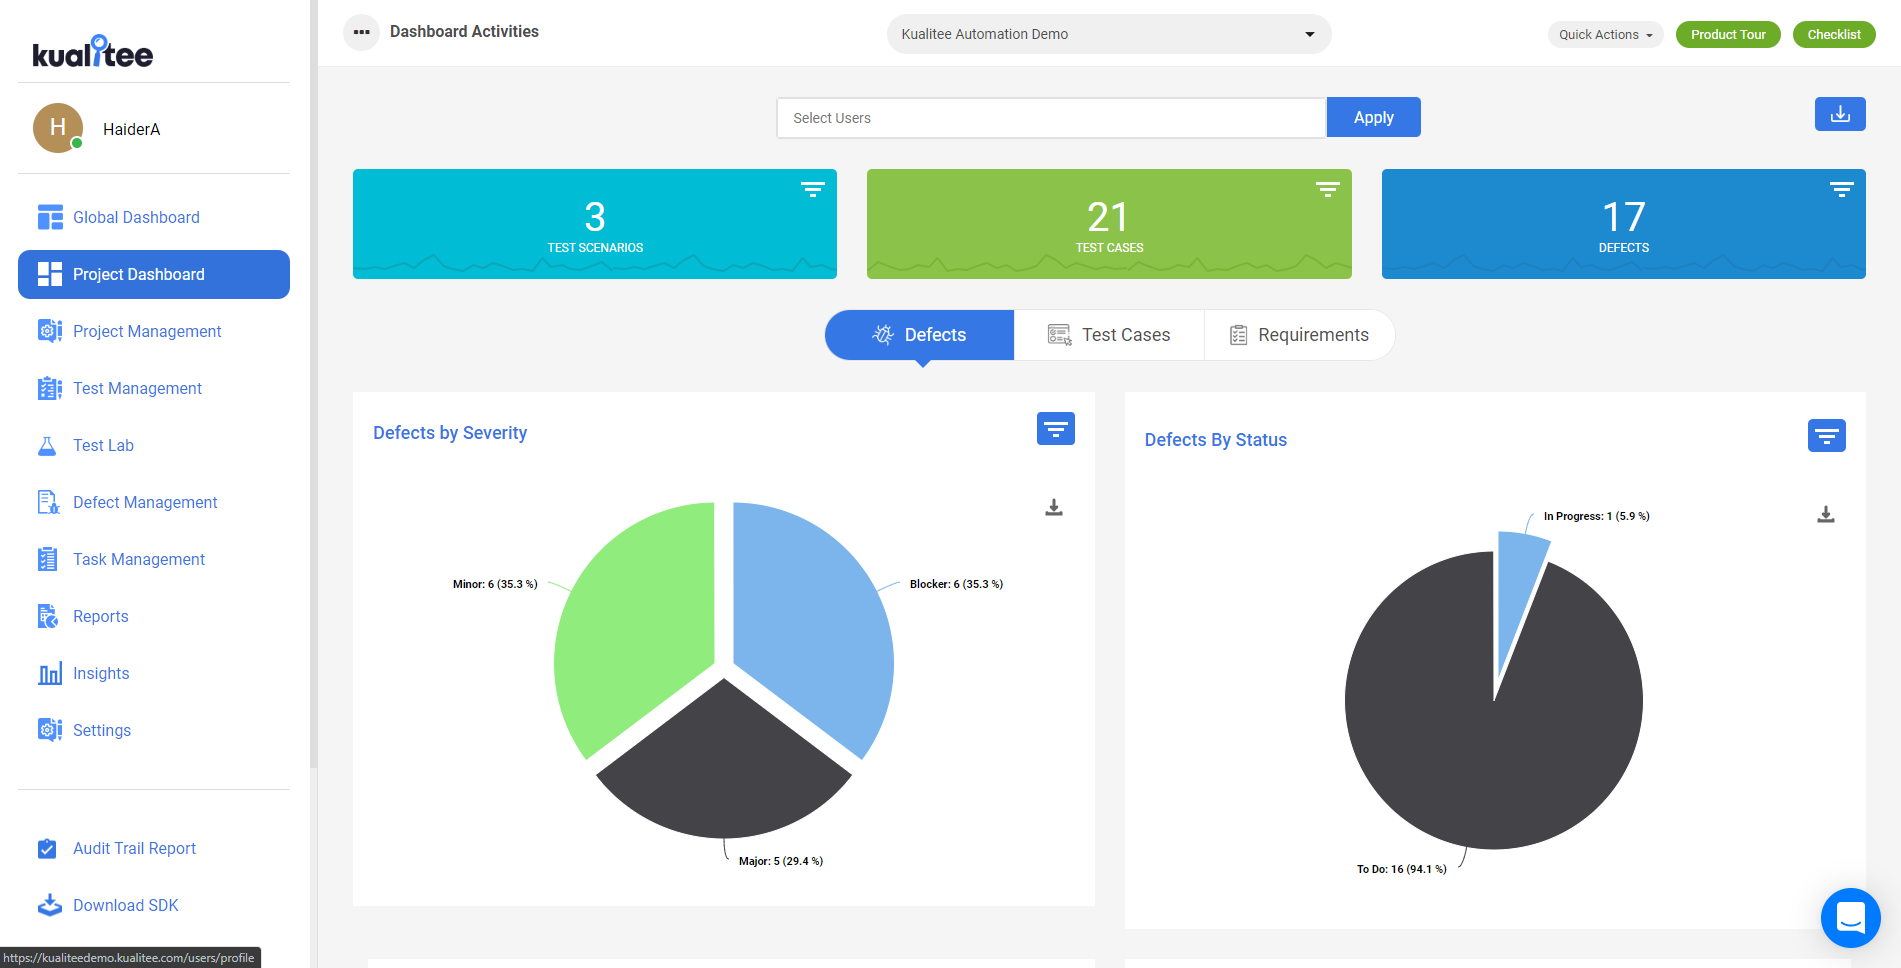 Dashboard Activities
Kualitee Automation Demo
Quick Actions
Product Tour
Checklist
kualitee
H
HaiderA
Global Dashboard
Project Dashboard
Project Management
Test Management
Test Lab
Defect Management
Task Management
Reports
Insights
Settings
Audit Trail Report
Download SDK
https://kualiteedemo.kualitee.com/users/profile
Select Users
Apply
3
TEST SCENARIOS
21
TEST CASES
17
DEFECTS
Defects
Test Cases
Requirements
Defects by Severity
Minor: 6 (35.3 %)
Blocker: 6 (35.3 %)
Major: 5 (29.4 %)
Defects By Status
In Progress: 1 (5.9 %)
To Do: 16 (94.1 %)